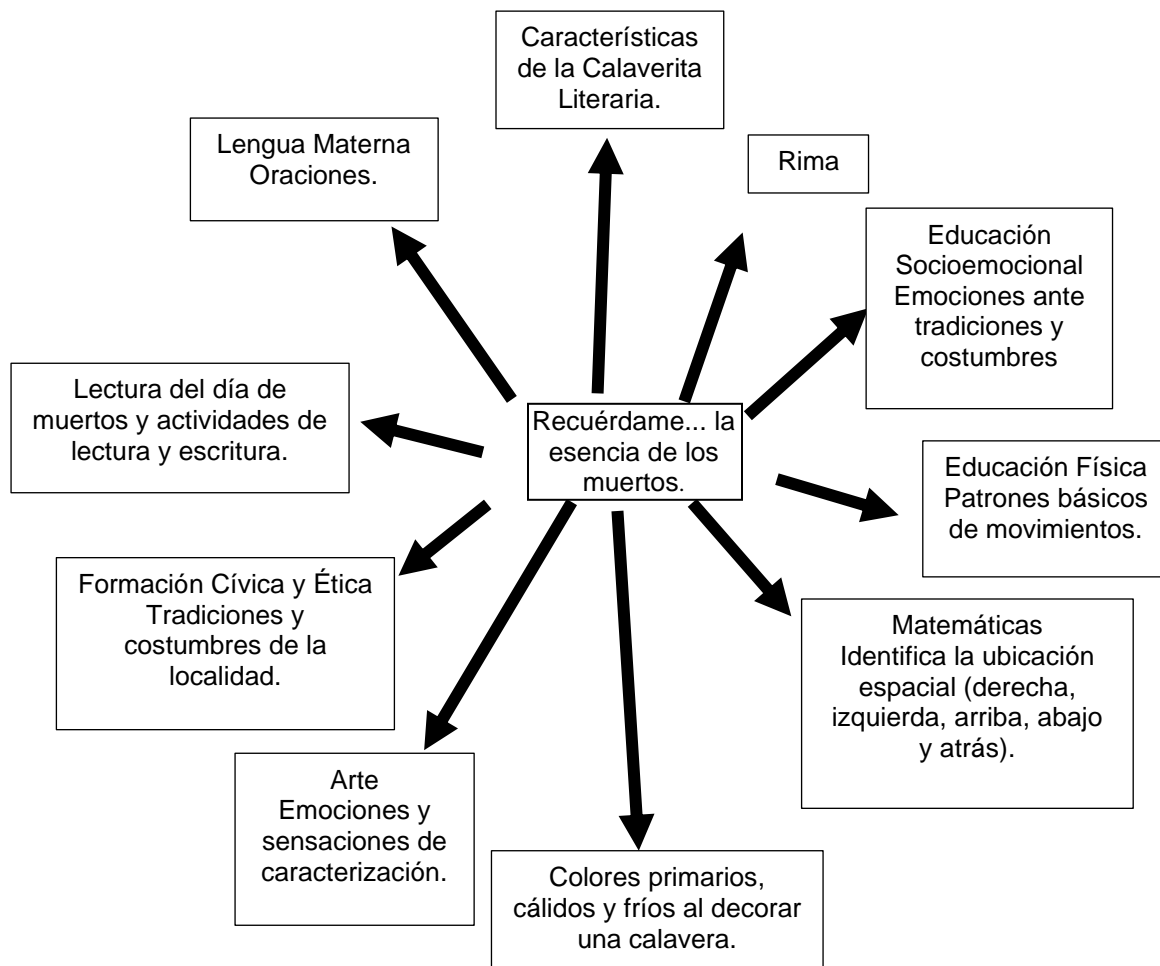 Características
de la Calaverita
Literaria.
Lengua Materna
Oraciones.
Rima
Educación
Socioemocional
Emociones ante
tradiciones y
costumbres
Lectura del día de
muertos y actividades de
lectura y escritura.
Recuérdame... la
esencia de los
muertos.
Educación Física
Patrones básicos
de movimientos.
Formación Cívica y Ética
Tradiciones y
costumbres de la
localidad.
Matemáticas
Identifica la ubicación
espacial (derecha,
izquierda, arriba, abajo
y atrás).
Arte
Emociones y
sensaciones de
caracterización.
Colores primarios,
cálidos y fríos al decorar
una calavera.